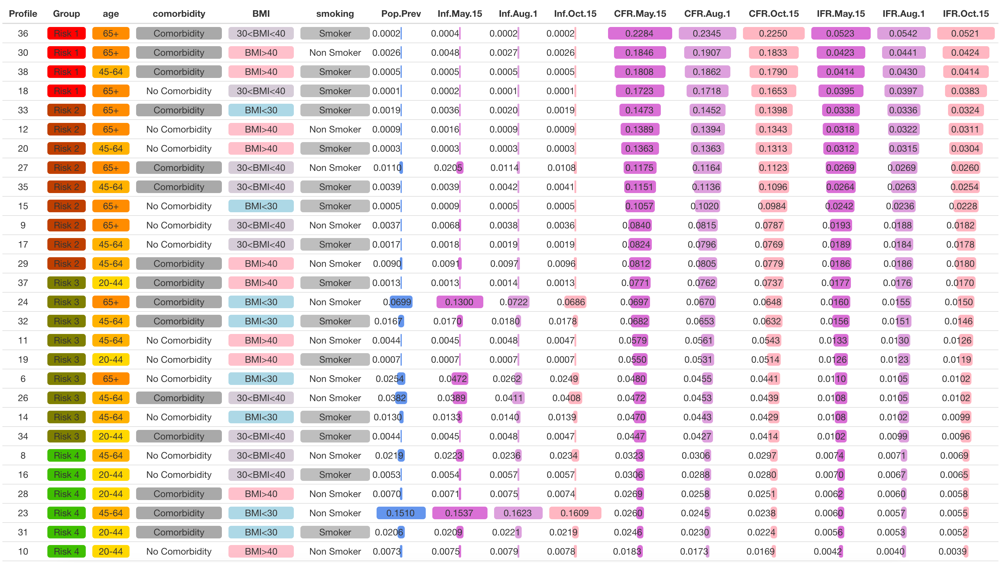 Profile Group age comorbidity BMI smoking Pop.Prev Inf.May.15 Inf.Aug.1 Inf.Oct.15 CFR.May.15 CFR.Aug.1 CFR.Oct.15 IFR.May.15 IFR.Aug.1 IFR.Oct.15
36 Risk 1 65+ Comorbidity 30<BMI<40 Smoker 0.0002 0.0004 0.0002 0.0002 0.2284 0.2345 0.2250 0.0523 0.0542 0.0521
30 Risk 1 65+ Comorbidity BMI>40 Non Smoker 0.0026 0.0048 0.0027 0.0026 0.1846 0.1907 0.1833 0.0423 0.0441 0.0424
38 Risk 1 45-64 Comorbidity BMI>40 Smoker 0.0005 0.0005 0.0005 0.0005 0.1808 0.1862 0.1790 0.0414 0.0430 0.0414
18 Risk 1 65+ No Comorbidity 30<BMI<40 Smoker 0.0001 0.0002 0.0001 0.0001 0.1723 0.1718 0.1653 0.0395 0.0397 0.0383
33 Risk 2 65+ Comorbidity BMI<30 Smoker 0.0019 0.0036 0.0020 0.0019 0.1473 0.1452 0.1398 0.0338 0.0336 0.0324
12 Risk 2 65+ No Comorbidity BMI>40 Non Smoker 0.0009 0.0016 0.0009 0.0009 0.1389 0.1394 0.1343 0.0318 0.0322 0.0311
20 Risk 2 45-64 No Comorbidity BMI>40 Smoker 0.0003 0.0003 0.0003 0.0003 0.1363 0.1363 0.1313 0.0312 0.0315 0.0304
27 Risk 2 65+ Comorbidity 30<BMI<40 Non Smoker 0.0110 0.0205 0.0114 0.0108 0.1175 0.1164 0.1123 0.0269 0.0269 0.0260
35 Risk 2 45-64 Comorbidity 30<BMI<40 Smoker 0.0039 0.0039 0.0042 0.0041 0.1151 0.1136 0.1096 0.0264 0.0263 0.0254
15 Risk 2 65+ No Comorbidity BMI<30 Smoker 0.0005 0.0009 0.0005 0.0005 0.1057 0.1020 0.0984 0.0242 0.0236 0.0228
9 Risk 2 65+ No Comorbidity 30<BMI<40 Non Smoker 0.0037 0.0068 0.0038 0.0036 0.0840 0.0815 0.0787 0.0193 0.0188 0.0182
17 Risk 2 45-64 No Comorbidity 30<BMI<40 Smoker 0.0017 0.0018 0.0019 0.0019 0.0824 0.0796 0.0769 0.0189 0.0184 0.0178
29 Risk 2 45-64 Comorbidity BMI>40 Non Smoker 0.0090 0.0091 0.0097 0.0096 0.0812 0.0805 0.0779 0.0186 0.0186 0.0180
37 Risk 3 20-44 Comorbidity BMI>40 Smoker 0.0013 0.0013 0.0014 0.0013 0.0771 0.0762 0.0737 0.0177 0.0176 0.0170
24 Risk 3 65+ Comorbidity BMI<30 Non Smoker 0.0699 0.1300 0.0722 0.0686 0.0697 0.0670 0.0648 0.0160 0.0155 0.0150
32 Risk 3 45-64 Comorbidity BMI<30 Smoker 0.0167 0.0170 0.0180 0.0178 0.0682 0.0653 0.0632 0.0156 0.0151 0.0146
11 Risk 3 45-64 No Comorbidity BMI>40 Non Smoker 0.0044 0.0045 0.0048 0.0047 0.0579 0.0561 0.0543 0.0133 0.0130 0.0126
19 Risk 3 20-44 No Comorbidity BMI>40 Smoker 0.0007 0.0007 0.0007 0.0007 0.0550 0.0531 0.0514 0.0126 0.0123 0.0119
6 Risk 3 65+ No Comorbidity BMI<30 Non Smoker 0.0254 0.0472 0.0262 0.0249 0.0480 0.0455 0.0441 0.0110 0.0105 0.0102
26 Risk 3 45-64 Comorbidity 30<BMI<40 Non Smoker 0.0382 0.0389 0.0411 0.0408 0.0472 0.0453 0.0439 0.0108 0.0105 0.0102
14 Risk 3 45-64 No Comorbidity BMI<30 Smoker 0.0130 0.0133 0.0140 0.0139 0.0470 0.0443 0.0429 0.0108 0.0102 0.0099
34 Risk 3 20-44 Comorbidity 30<BMI<40 Smoker 0.0044 0.0045 0.0048 0.0047 0.0447 0.0427 0.0414 0.0102 0.0099 0.0096
8 Risk 4 45-64 No Comorbidity 30<BMI<40 Non Smoker 0.0219 0.0223 0.0236 0.0234 0.0323 0.0306 0.0297 0.0074 0.0071 0.0069
16 Risk 4 20-44 No Comorbidity 30<BMI<40 Smoker 0.0053 0.0054 0.0057 0.0057 0.0306 0.0288 0.0280 0.0070 0.0067 0.0065
28 Risk 4 20-44 Comorbidity BMI>40 Non Smoker 0.0070 0.0071 0.0075 0.0074 0.0269 0.0258 0.0251 0.0062 0.0060 0.0058
23 Risk 4 45-64 Comorbidity BMI<30 Non Smoker 0.1510 0.1537 0.1623 0.1609 0.0260 0.0245 0.0238 0.0060 0.0057 0.0055
31 Risk 4 20-44 Comorbidity BMI<30 Smoker 0.0206 0.0209 0.0221 0.0219 0.0246 0.0230 0.0224 0.0056 0.0053 0.0052
10 Risk 4 20-44 No Comorbidity BMI>40 Non Smoker 0.0073 0.0075 0.0079 0.0078 0.0183 0.0173 0.0169 0.0042 0.0040 0.0039